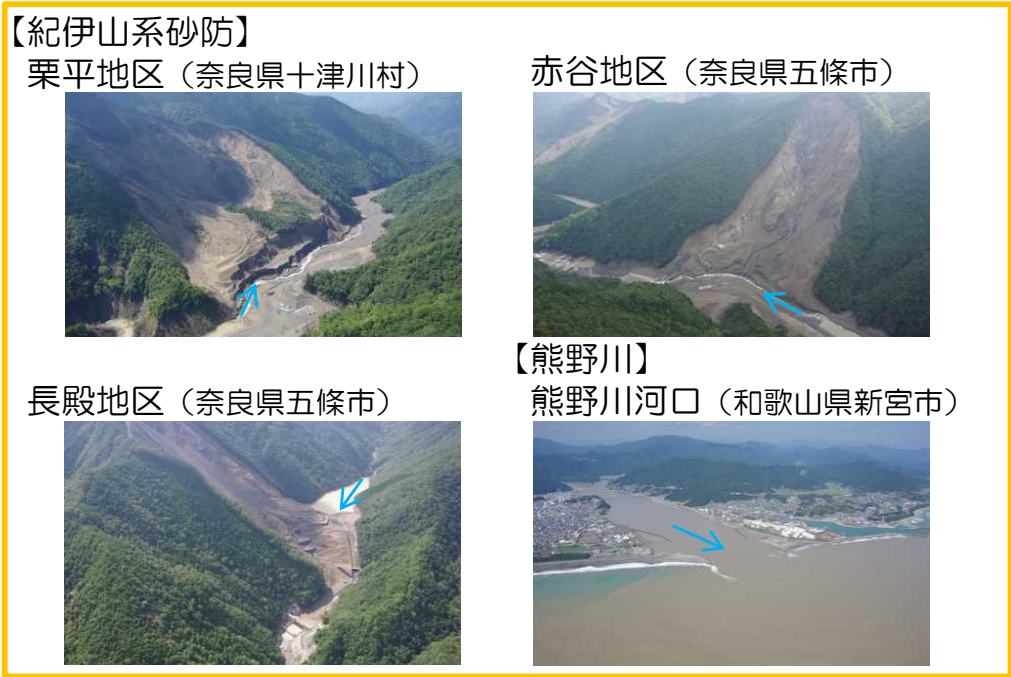 【紀伊山系砂防】
栗平地区（奈良県十津川村）
赤谷地区（奈良県五條市）
長殿地区（奈良県五條市）
【熊野川】
熊野川河口（和歌山県新宮市）